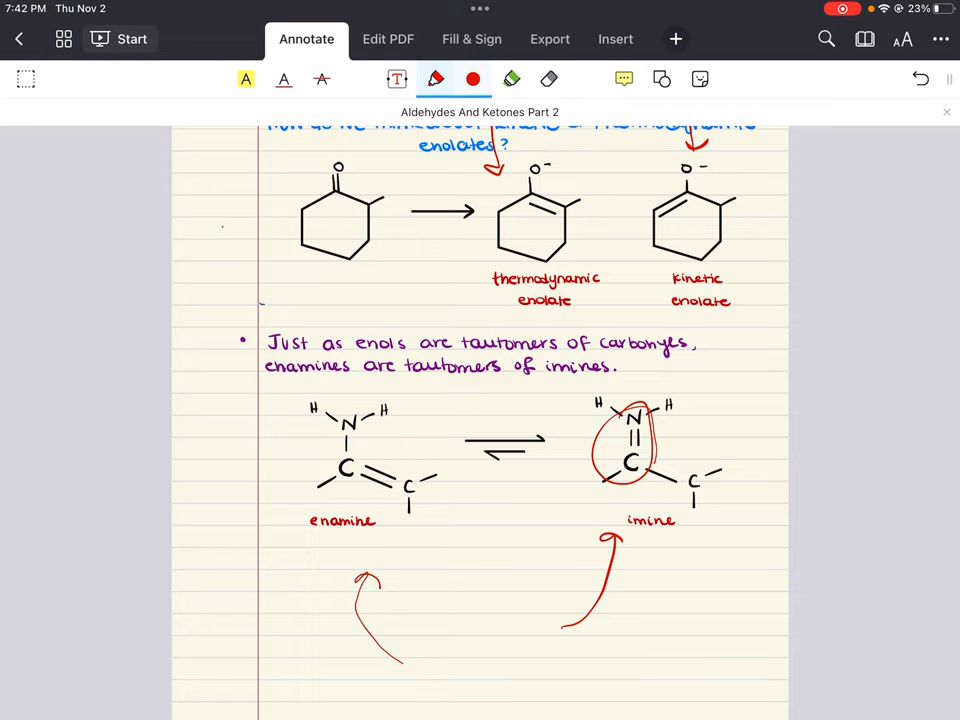 7:42 PM Thu Nov 2
23%
Start
Annotate
Edit PDF
Fill & Sign
Export
Insert
AA
A
A
A
T
Aldehydes And Ketones Part 2
enolates?
O
O-
O-
thermodynamic
enolate
kinetic
enolate
• Just as enols are tautomers of carbonyes,
enamines are tautomers of imines.
H
H
N
C
C
enamine
H
H
N
C
C
imine